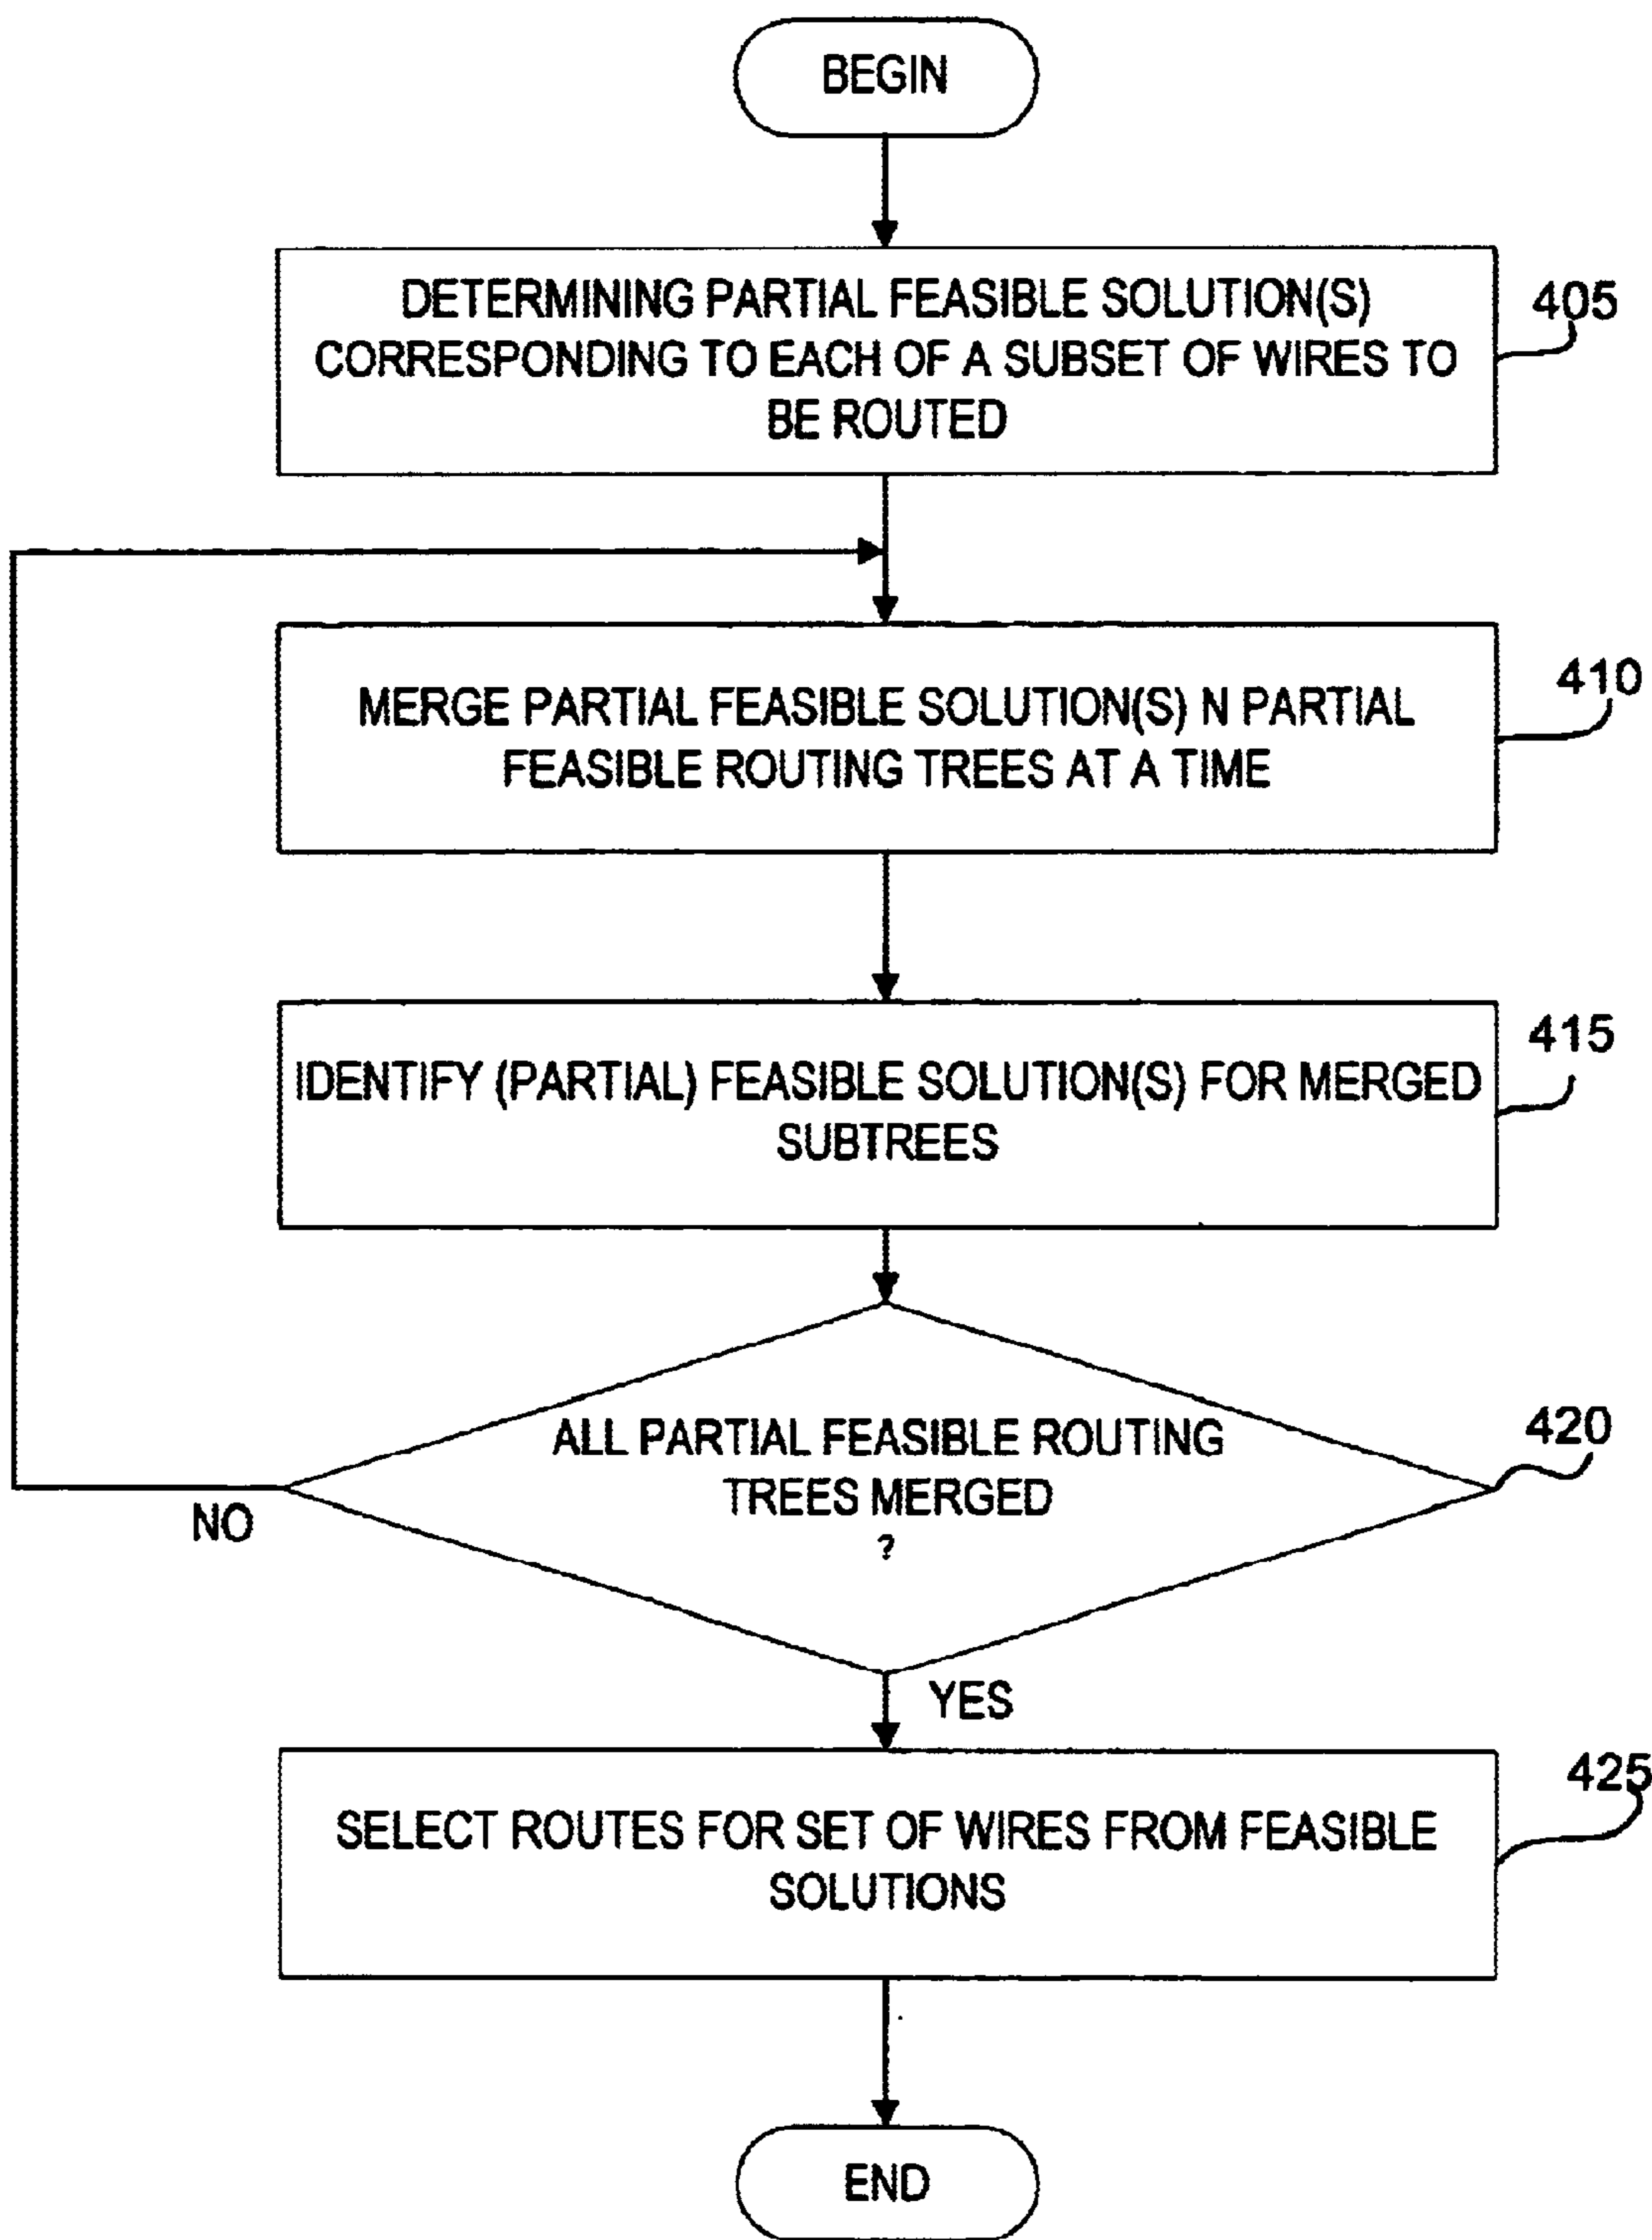 BEGIN
DETERMINING PARTIAL FEASIBLE SOLUTION(S)
CORRESPONDING TO EACH OF A SUBSET OF WIRES TO
BE ROUTED
405
MERGE PARTIAL FEASIBLE SOLUTION(S) N PARTIAL
FEASIBLE ROUTING TREES AT A TIME
410
IDENTIFY (PARTIAL) FEASIBLE SOLUTION(S) FOR MERGED
SUBTREES
415
ALL PARTIAL FEASIBLE ROUTING
TREES MERGED
?
420
NO
YES
SELECT ROUTES FOR SET OF WIRES FROM FEASIBLE
SOLUTIONS
425
END